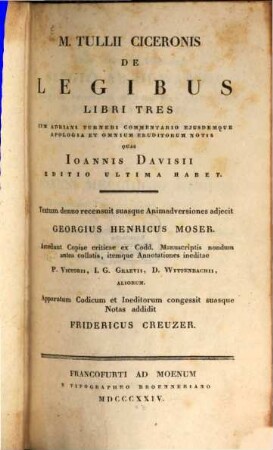 M. TULLII CICERONIS
DE
LEGIBUS
LIBRI TRES
CUM ADRIANI TURNEBI COMMENTARIO EJUSDEMQUE
APOLOGIA ET OMNIUM ERUDITORUM NOTIS
QUAS
IOANNIS DAVISII
EDITIO ULTIMA HABET.
Textum denuo recensuit suasque Animadversiones adjecit
GEORGIUS HENRICUS MOSER.
Accedunt Copiae criticae ex Codd. Manuscriptis nondum
antea collatis, itemque Annotationes ineditae
P. VICTORII, I. G. GRAEVII, D. WYTTENBACHII,
ALIORUM.
Apparatum Codicum et Ineditorum congessit suasque
Notas addidit
FRIDERICUS CREUZER.
FRANCOFURTI AD MOENUM
E TYPOGRAPHEO BROENNERIANO
MDCCCXXIV.